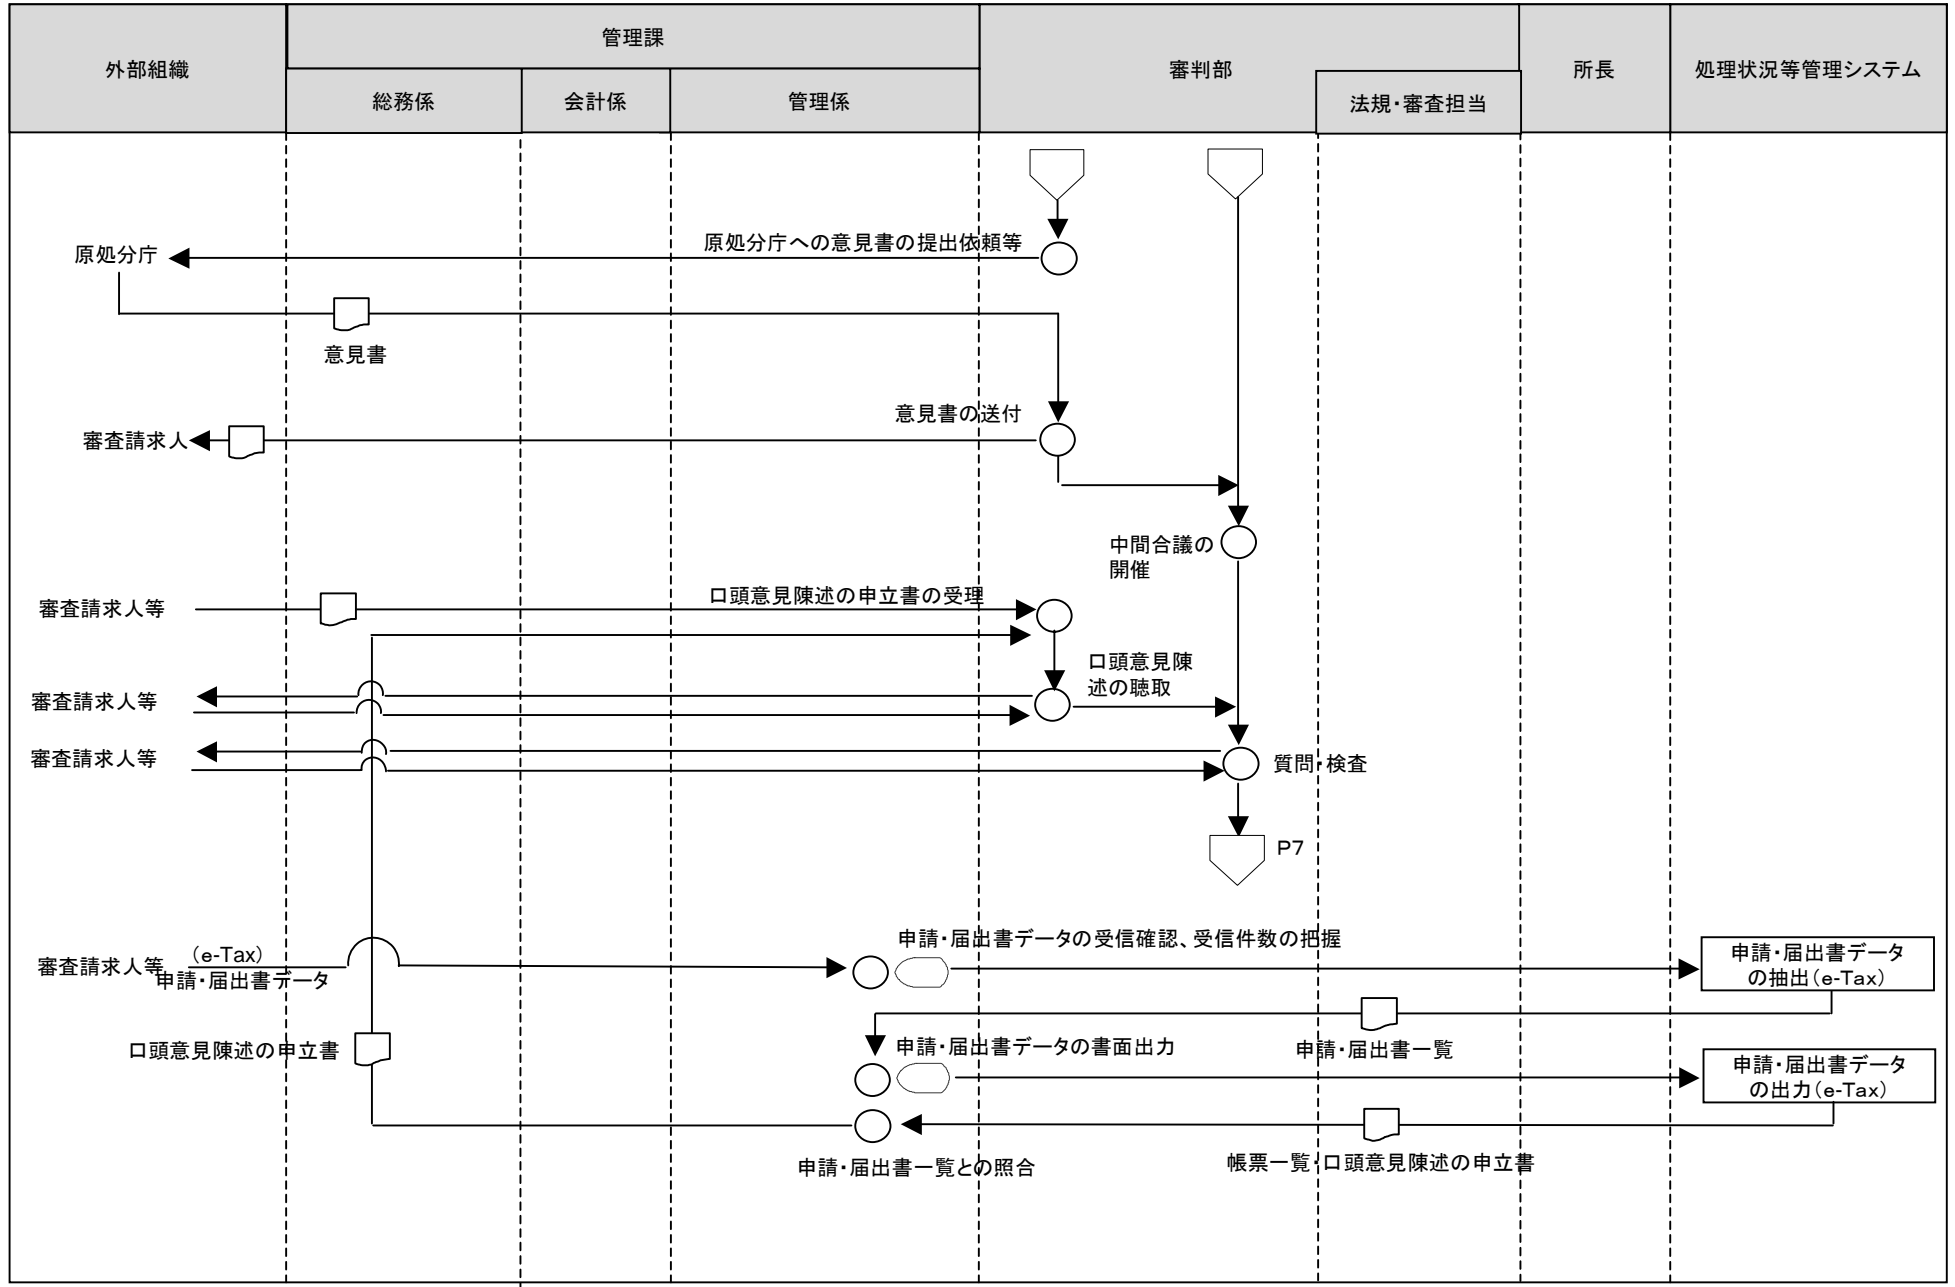 外部組織
管理課
総務係
会計係
管理係
審判部
法規・審査担当
所長
処理状況等管理システム
原処分庁
原処分庁への意見書の提出依頼等
意見書
意見書の送付
審査請求人
中間合議の
開催
審査請求人等
口頭意見陳述の申立書の受理
口頭意見陳
述の聴取
審査請求人等
審査請求人等
質問・検査
P7
審査請求人等
（e-Tax）
申請・届出書データ
申請・届出書データの受信確認、受信件数の把握
申請・届出書データ
の抽出（e-Tax）
口頭意見陳述の申立書
申請・届出書データの書面出力
申請・届出書一覧
申請・届出書データ
の出力（e-Tax）
申請・届出書一覧との照合
帳票一覧・口頭意見陳述の申立書